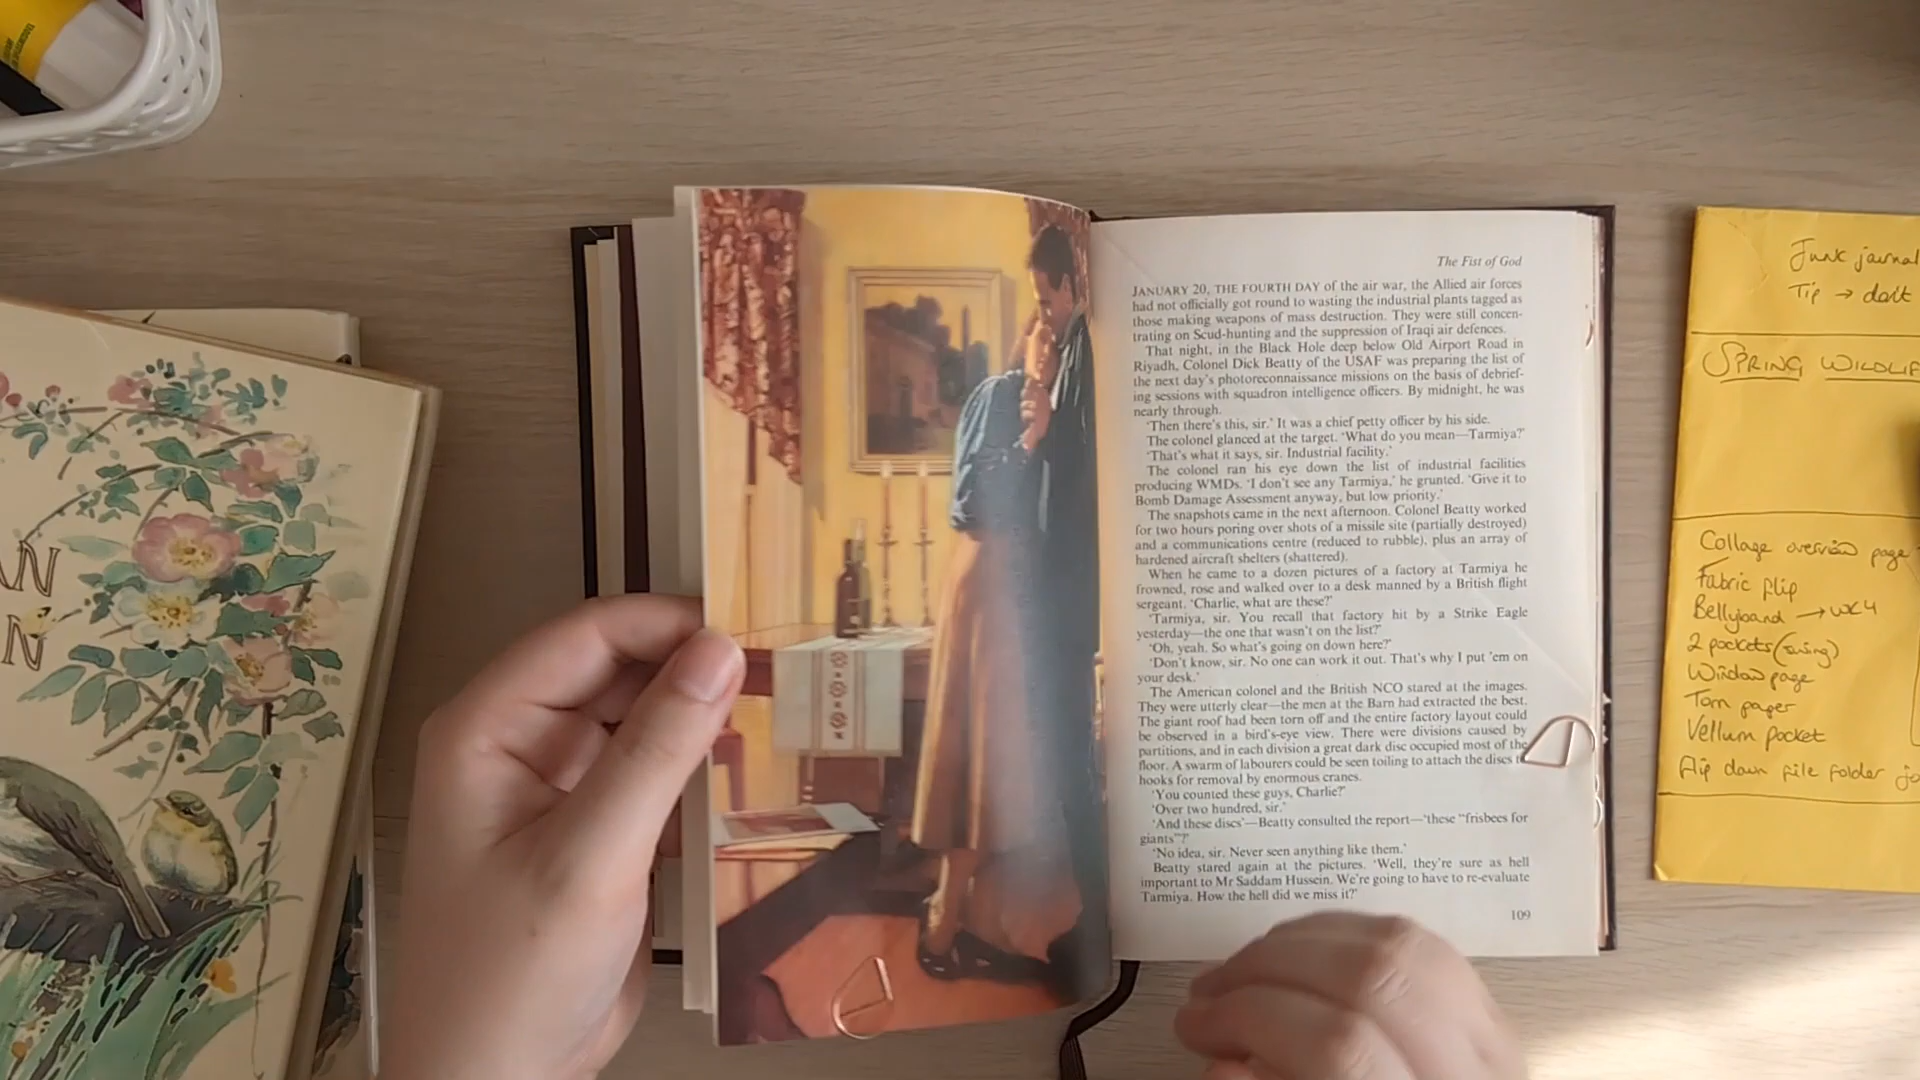 AN
N
The Fist of God
JANUARY 20, THE FOURTH DAY of the air war, the Allied air forces
had not officially got round to wasting the industrial plants tagged as
those making weapons of mass destruction. They were still concen-
trating on Scud-hunting and the suppression of Iraqi air defences.
That night, in the Black Hole deep below Old Airport Road in
Riyadh, Colonel Dick Beatty of the USAF was preparing the list of
the next day's photoreconnaissance missions on the basis of debrief-
ing sessions with squadron intelligence officers. By midnight, he was
nearly through.
'Then there's this, sir.' It was a chief petty officer by his side.
The colonel glanced at the target. 'What do you mean—Tarmiya?'
'That's what it says, sir. Industrial facility.'
The colonel ran his eye down the list of industrial facilities
producing WMDs. 'I don't see any Tarmiya,' he grunted. 'Give it to
Bomb Damage Assessment anyway, but low priority.'
The snapshots came in the next afternoon. Colonel Beatty worked
for two hours poring over shots of a missile site (partially destroyed)
and a communications centre (reduced to rubble), plus an array of
hardened aircraft shelters (shattered).
When he came to a dozen pictures of a factory at Tarmiya he
frowned, rose and walked over to a desk manned by a British flight
sergeant. 'Charlie, what are these?'
'Tarmiya, sir. You recall that factory hit by a Strike Eagle
yesterday—the one that wasn't on the list?'
'Oh, yeah. So what's going on down here?'
'Don't know, sir. No one can work it out. That's why I put 'em on
your desk.'
The American colonel and the British NCO stared at the images.
They were utterly clear—the men at the Barn had extracted the best.
The giant roof had been torn off and the entire factory layout could
be observed in a bird's-eye view. There were divisions caused by
partitions, and in each division a great dark disc occupied most of the
floor. A swarm of labourers could be seen toiling to attach the discs
hooks for removal by enormous cranes.
'You counted these guys, Charlie?'
'Over two hundred, sir.'
'And these discs'—Beatty consulted the report—'these "frisbees for
giants"?'
'No idea, sir. Never seen anything like them.'
Beatty stared again at the pictures. 'Well, they're sure as hell
important to Mr Saddam Hussein. We're going to have to re-evaluate
Tarmiya. How the hell did we miss it?'
109
Junk journal
Tip → don't
SPRING WILDLIF
Collage overview page
Fabric flip
Bellyband → wk4
2 pockets (swing)
Window page
Torn paper
Vellum pocket
Flip down file folder jo